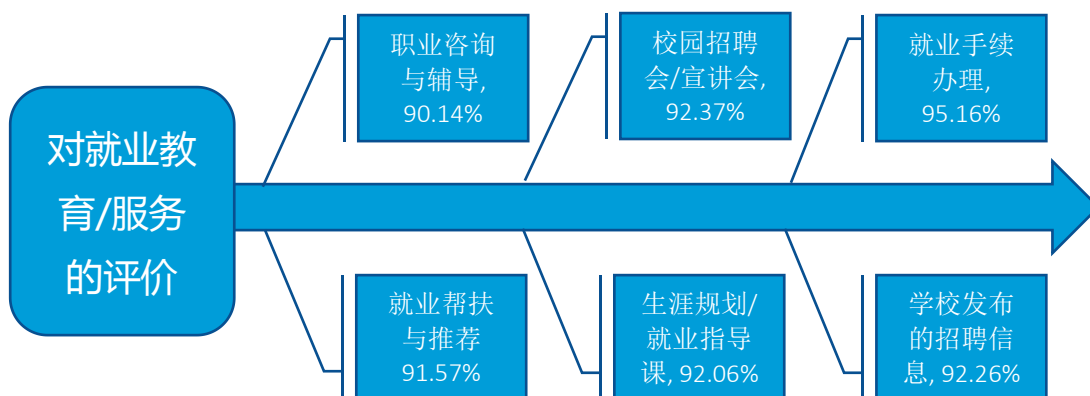 对就业教
育/服务
的评价
职业咨询
与辅导,
90.14%
校园招聘
会/宣讲会,
92.37%
就业手续
办理,
95.16%
就业帮扶
与推荐
91.57%
生涯规划/
就业指导
课, 92.06%
学校发布
的招聘信
息, 92.26%